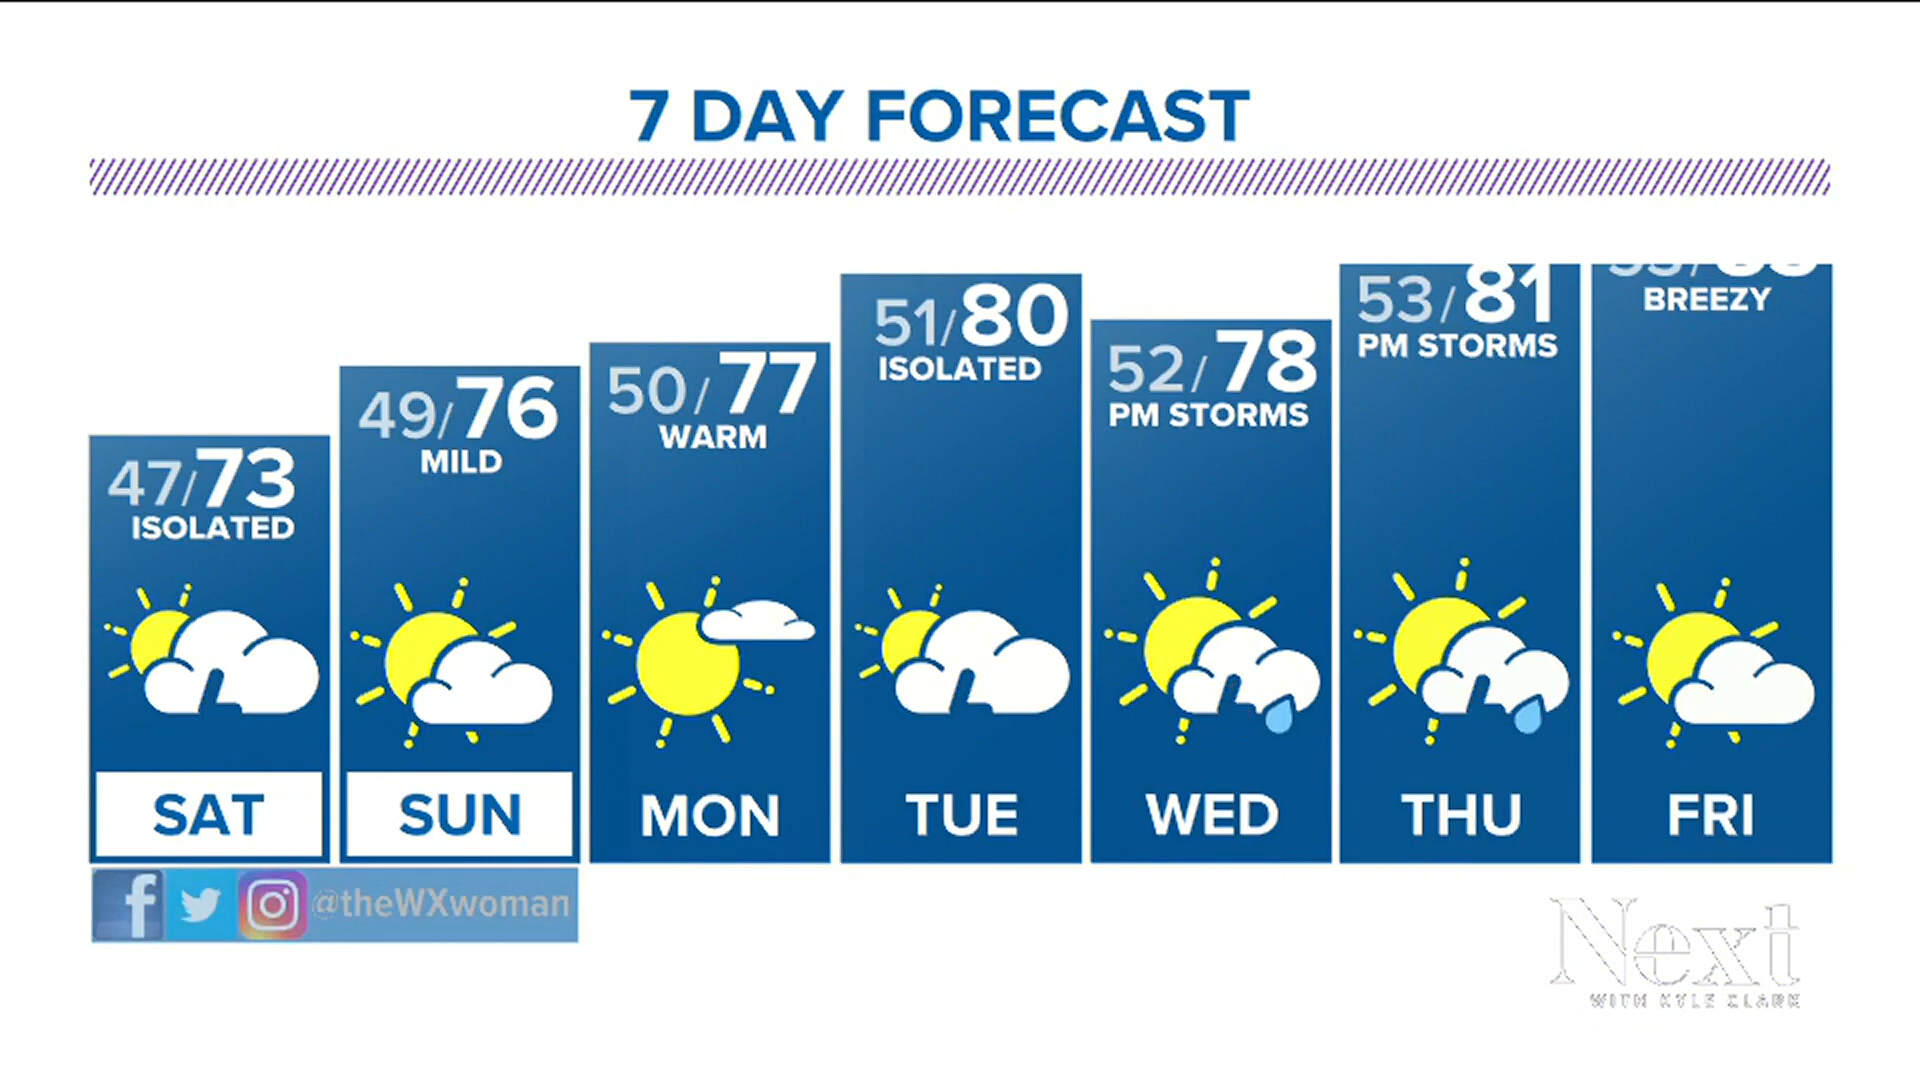 7 DAY FORECAST
47/73
ISOLATED
SAT
49/76
MILD
SUN
50/77
WARM
MON
51/80
ISOLATED
TUE
52/78
PM STORMS
WED
53/81
PM STORMS
THU
BREEZY
FRI
@theWXwoman
Next
WITH KYLE CLARK